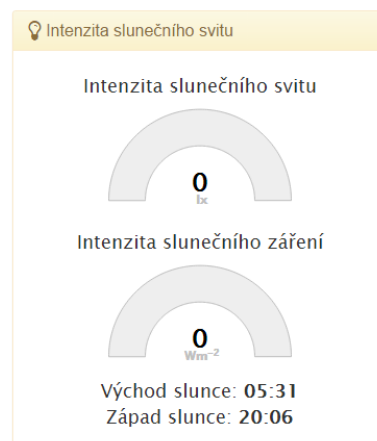 Intenzita slunečního svitu
Intenzita slunečního svitu
0
lx
Intenzita slunečního záření
0
Wm⁻²
Východ slunce: 05:31
Západ slunce: 20:06